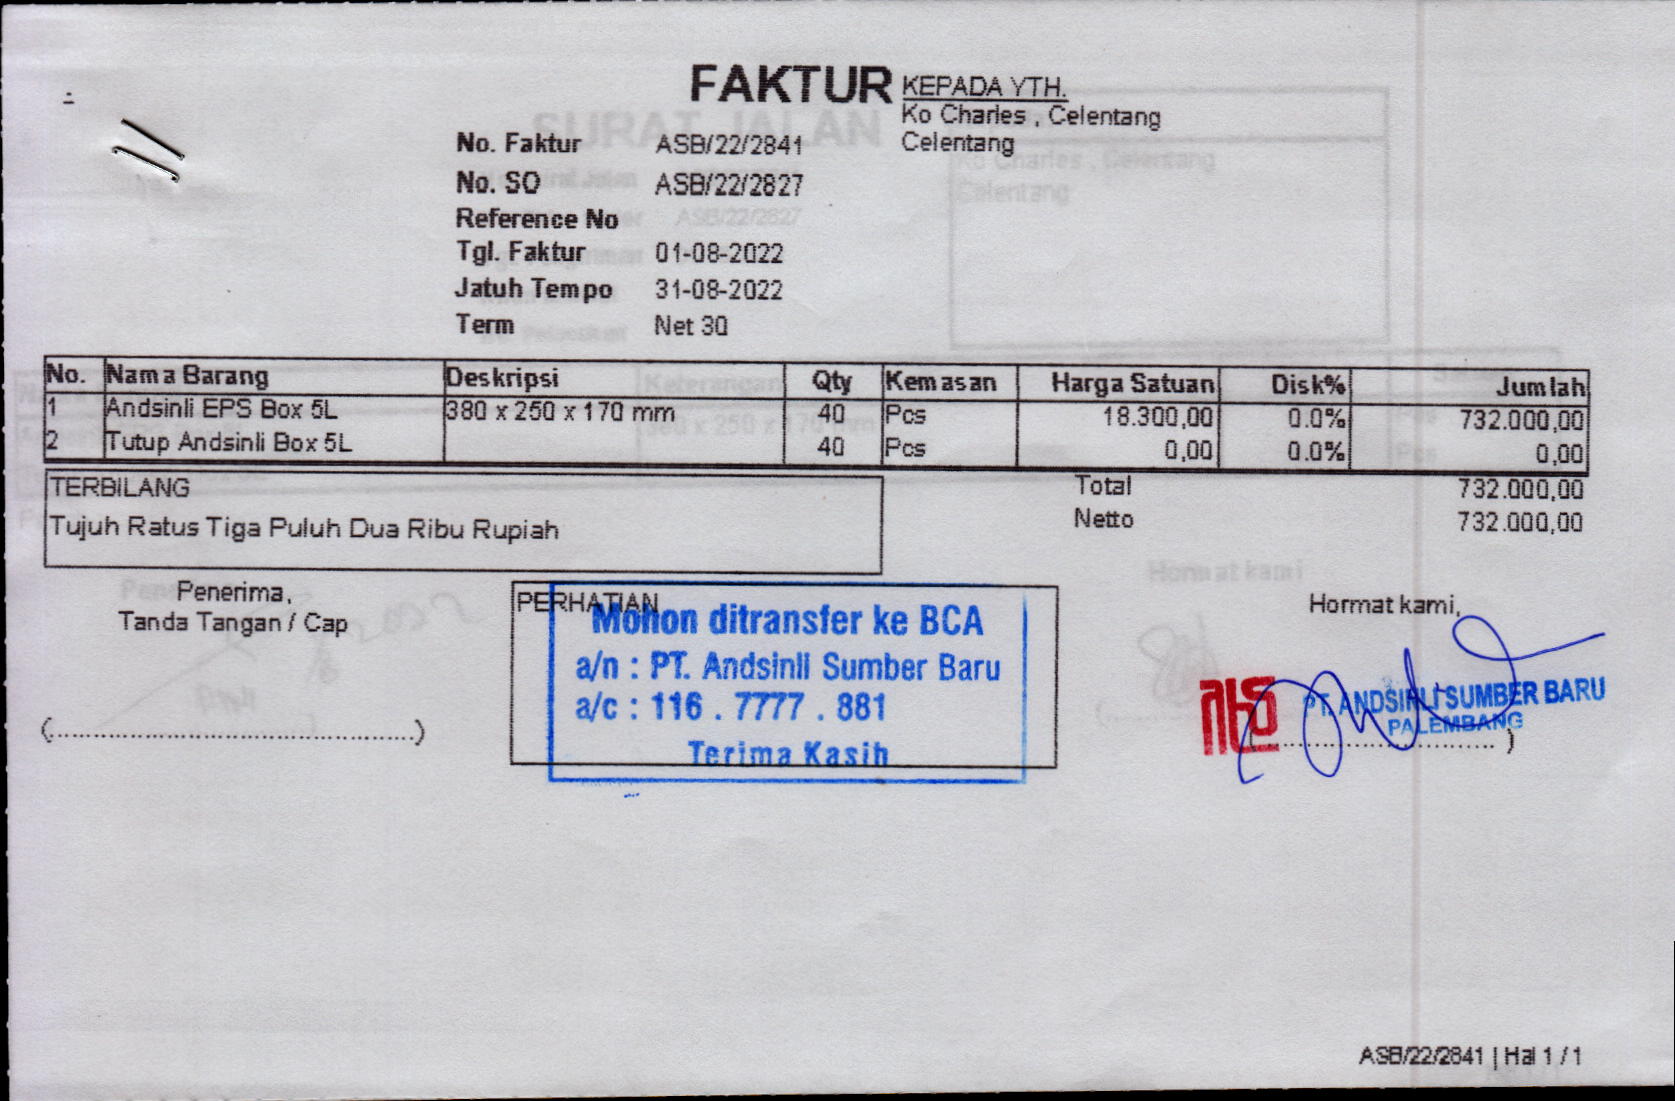 FAKTUR
KEPADA YTH.
Ko Charles , Celentang
Celentang
No. Faktur ASB/22/2841
No. SO ASB/22/2827
Reference No
Tgl. Faktur 01-08-2022
Jatuh Tempo 31-08-2022
Term Net 30
No. Nama Barang Deskripsi Qty Kemasan Harga Satuan Disk% Jumlah
1 Andsinli EPS Box 5L 380 x 250 x 170 mm 40 Pcs 18.300,00 0.0% 732.000,00
2 Tutup Andsinli Box 5L 40 Pcs 0,00 0.0% 0,00
TERBILANG
Tujuh Ratus Tiga Puluh Dua Ribu Rupiah
Total 732.000,00
Netto 732.000,00
Penerima,
Tanda Tangan / Cap
(........................................)
PERHATIAN
Mohon ditransfer ke BCA
a/n : PT. Andsinli Sumber Baru
a/c : 116 . 7777 . 881
Terima Kasih
Hormat kami,
PT. ANDSINLI SUMBER BARU
PALEMBANG
(........................................)
ASB/22/2841 | Hal 1 / 1